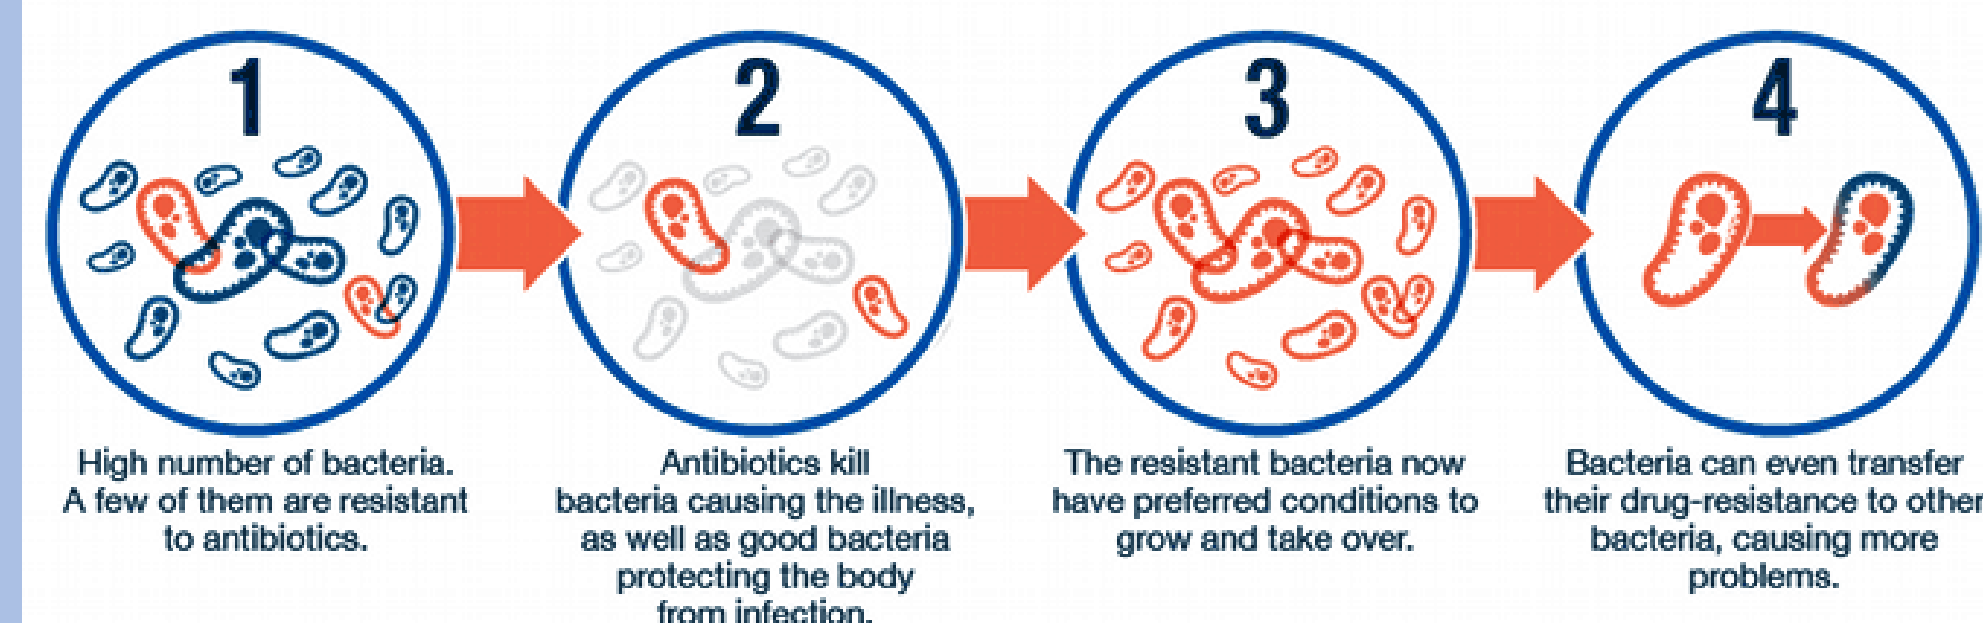 1
High number of bacteria.
A few of them are resistant
to antibiotics.
2
Antibiotics kill
bacteria causing the illness,
as well as good bacteria
protecting the body
from infection.
3
The resistant bacteria now
have preferred conditions to
grow and take over.
4
Bacteria can even transfer
their drug-resistance to other
bacteria, causing more
problems.